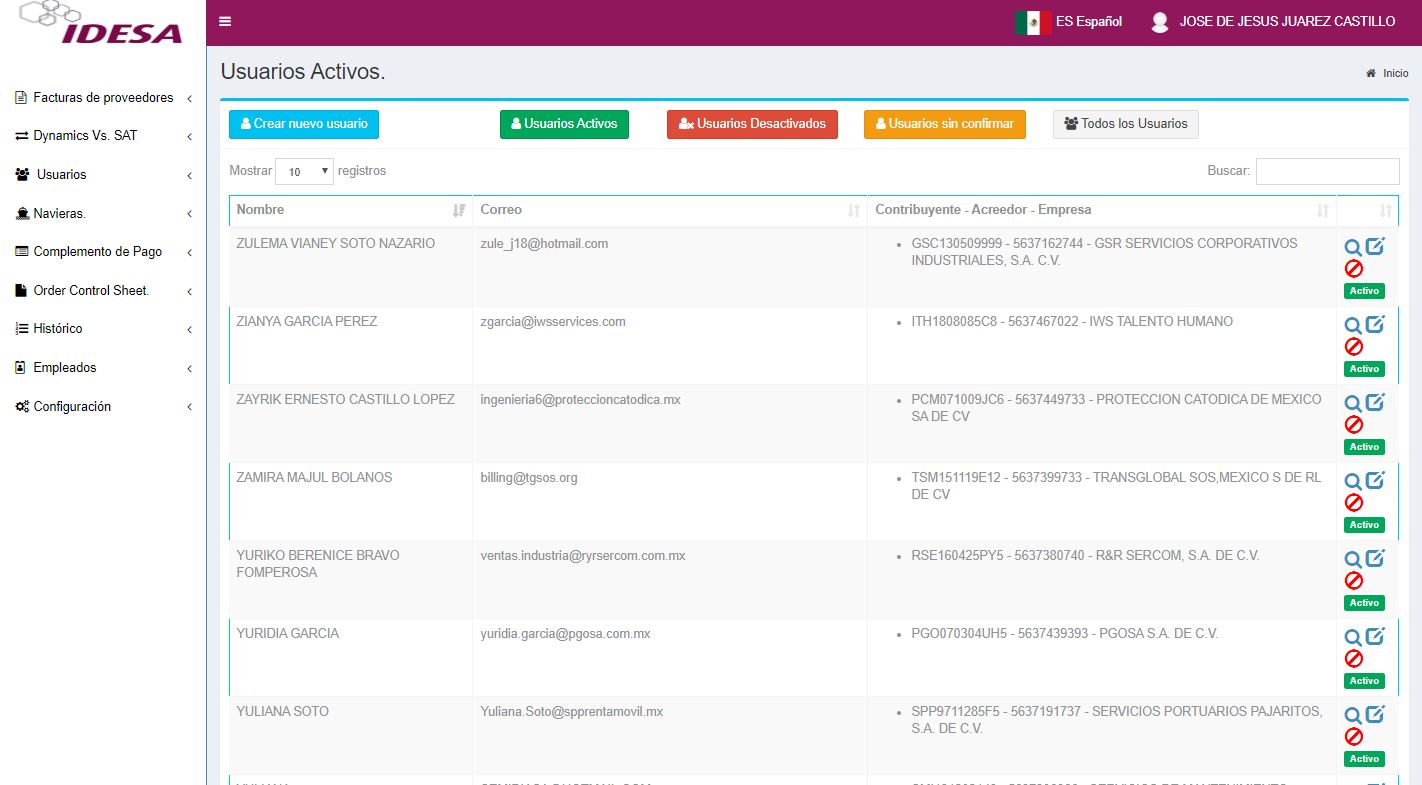 IDESA
ES Español
JOSE DE JESUS JUAREZ CASTILLO
Facturas de proveedores
Dynamics Vs. SAT
Usuarios
Navieras.
Complemento de Pago
Order Control Sheet.
Histórico
Empleados
Configuración
Usuarios Activos.
Inicio
Crear nuevo usuario
Usuarios Activos
Usuarios Desactivados
Usuarios sin confirmar
Todos los Usuarios
Mostrar 10 registros
Buscar:
Nombre
Correo
Contribuyente - Acreedor - Empresa
ZULEMA VIANEY SOTO NAZARIO
zule_j18@hotmail.com
GSC130509999 - 5637162744 - GSR SERVICIOS CORPORATIVOS
INDUSTRIALES, S.A. C.V.
Activo
ZIANYA GARCIA PEREZ
zgarcia@iwsservices.com
ITH1808085C8 - 5637467022 - IWS TALENTO HUMANO
Activo
ZAYRIK ERNESTO CASTILLO LOPEZ
ingenieria6@proteccioncatodica.mx
PCM071009JC6 - 5637449733 - PROTECCION CATODICA DE MEXICO
SA DE CV
Activo
ZAMIRA MAJUL BOLANOS
billing@tgsos.org
TSM151119E12 - 5637399733 - TRANSGLOBAL SOS,MEXICO S DE RL
DE CV
Activo
YURIKO BERENICE BRAVO
FOMPEROSA
ventas.industria@ryrsercom.com.mx
RSE160425PY5 - 5637380740 - R&R SERCOM, S.A. DE C.V.
Activo
YURIDIA GARCIA
yuridia.garcia@pgosa.com.mx
PGO070304UH5 - 5637439393 - PGOSA S.A. DE C.V.
Activo
YULIANA SOTO
Yuliana.Soto@spprentamovil.mx
SPP9711285F5 - 5637191737 - SERVICIOS PORTUARIOS PAJARITOS,
S.A. DE C.V.
Activo